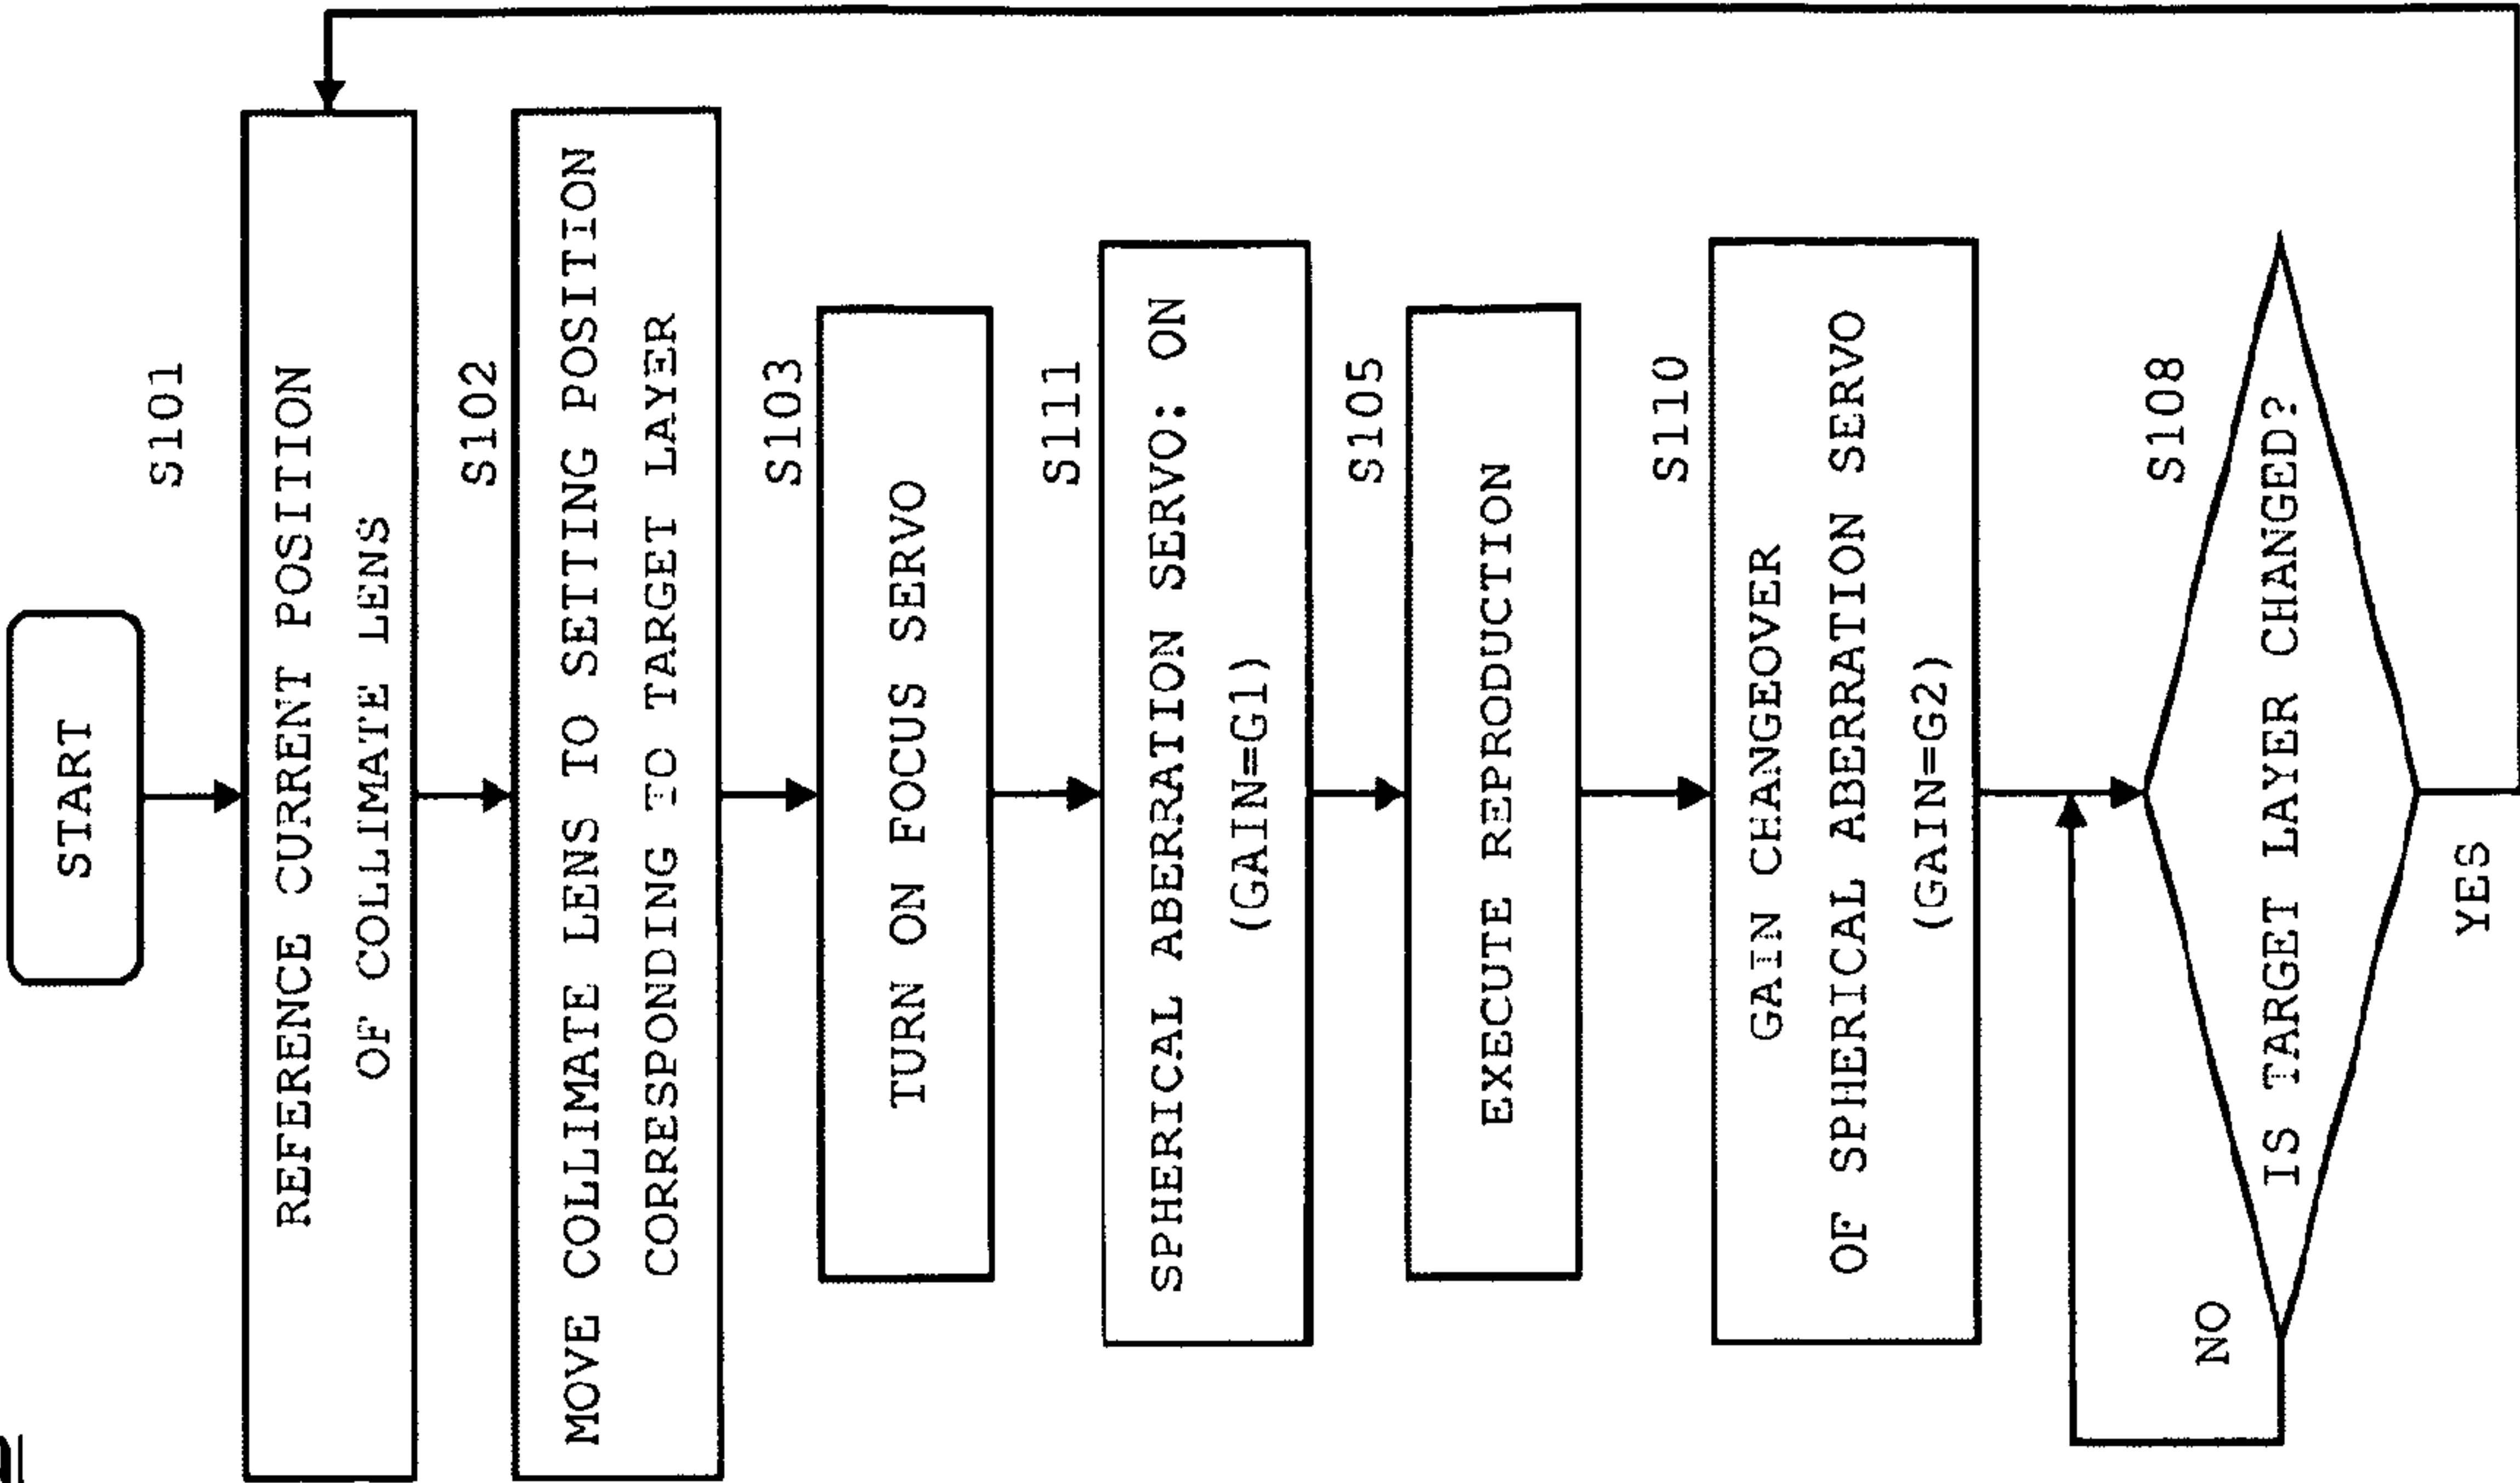 START
S101
REFERENCE CURRENT POSITION
OF COLLIMATE LENS
S102
MOVE COLLIMATE LENS TO SETTING POSITION
CORRESPONDING TO TARGET LAYER
S103
TURN ON FOCUS SERVO
S111
SPHERICAL ABERRATION SERVO: ON
(GAIN=G1)
S105
EXECUTE REPRODUCTION
S110
GAIN CHANGEOVER
OF SPHERICAL ABERRATION SERVO
(GAIN=G2)
S108
IS TARGET LAYER CHANGED?
NO
YES